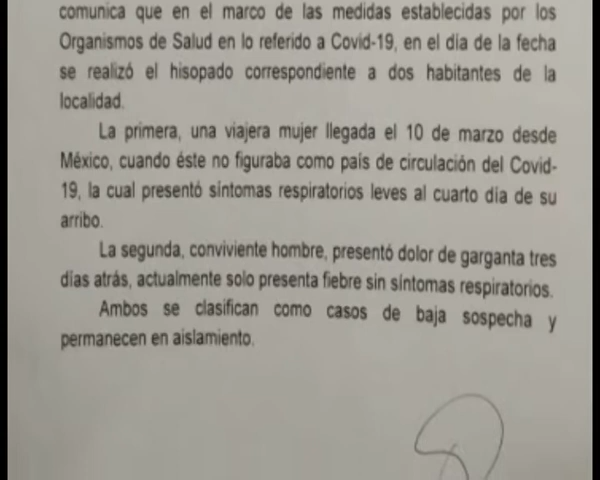 comunica que en el marco de las medidas establecidas por los
Organismos de Salud en lo referido a Covid-19, en el día de la fecha
se realizó el hisopado correspondiente a dos habitantes de la
localidad.
La primera, una viajera mujer llegada el 10 de marzo desde
México, cuando éste no figuraba como país de circulación del Covid-
19, la cual presentó síntomas respiratorios leves al cuarto día de su
arribo.
La segunda, conviviente hombre, presentó dolor de garganta tres
días atrás, actualmente solo presenta fiebre sin síntomas respiratorios.
Ambos se clasifican como casos de baja sospecha y
permanecen en aislamiento.